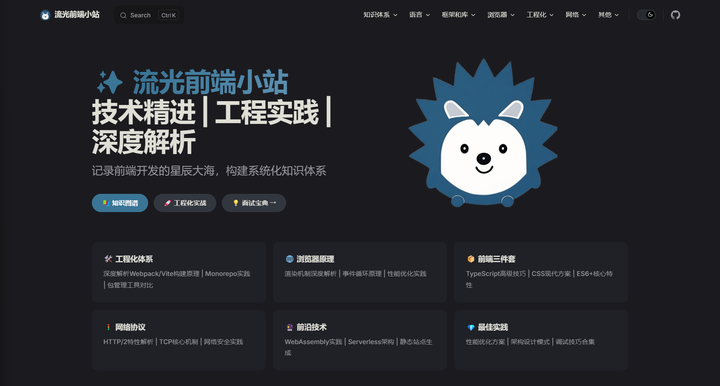 流光前端小站
Search Ctrl K
知识体系 语言 框架和库 浏览器 工程化 网络 其他
✨ 流光前端小站
技术精进 | 工程实践 |
深度解析
记录前端开发的星辰大海，构建系统化知识体系
知识图谱 工程化实战 面试宝典 →
工程化体系
深度解析Webpack/Vite构建原理 | Monorepo实践
| 包管理工具对比
浏览器原理
渲染机制深度解析 | 事件循环原理 | 性能优化实践
前端三件套
TypeScript高级技巧 | CSS现代方案 | ES6+核心特
性
网络协议
HTTP/2特性解析 | TCP核心机制 | 网络安全实践
前沿技术
WebAssembly实践 | Serverless架构 | 静态站点生
成
最佳实践
性能优化方案 | 架构设计模式 | 调试技巧合集